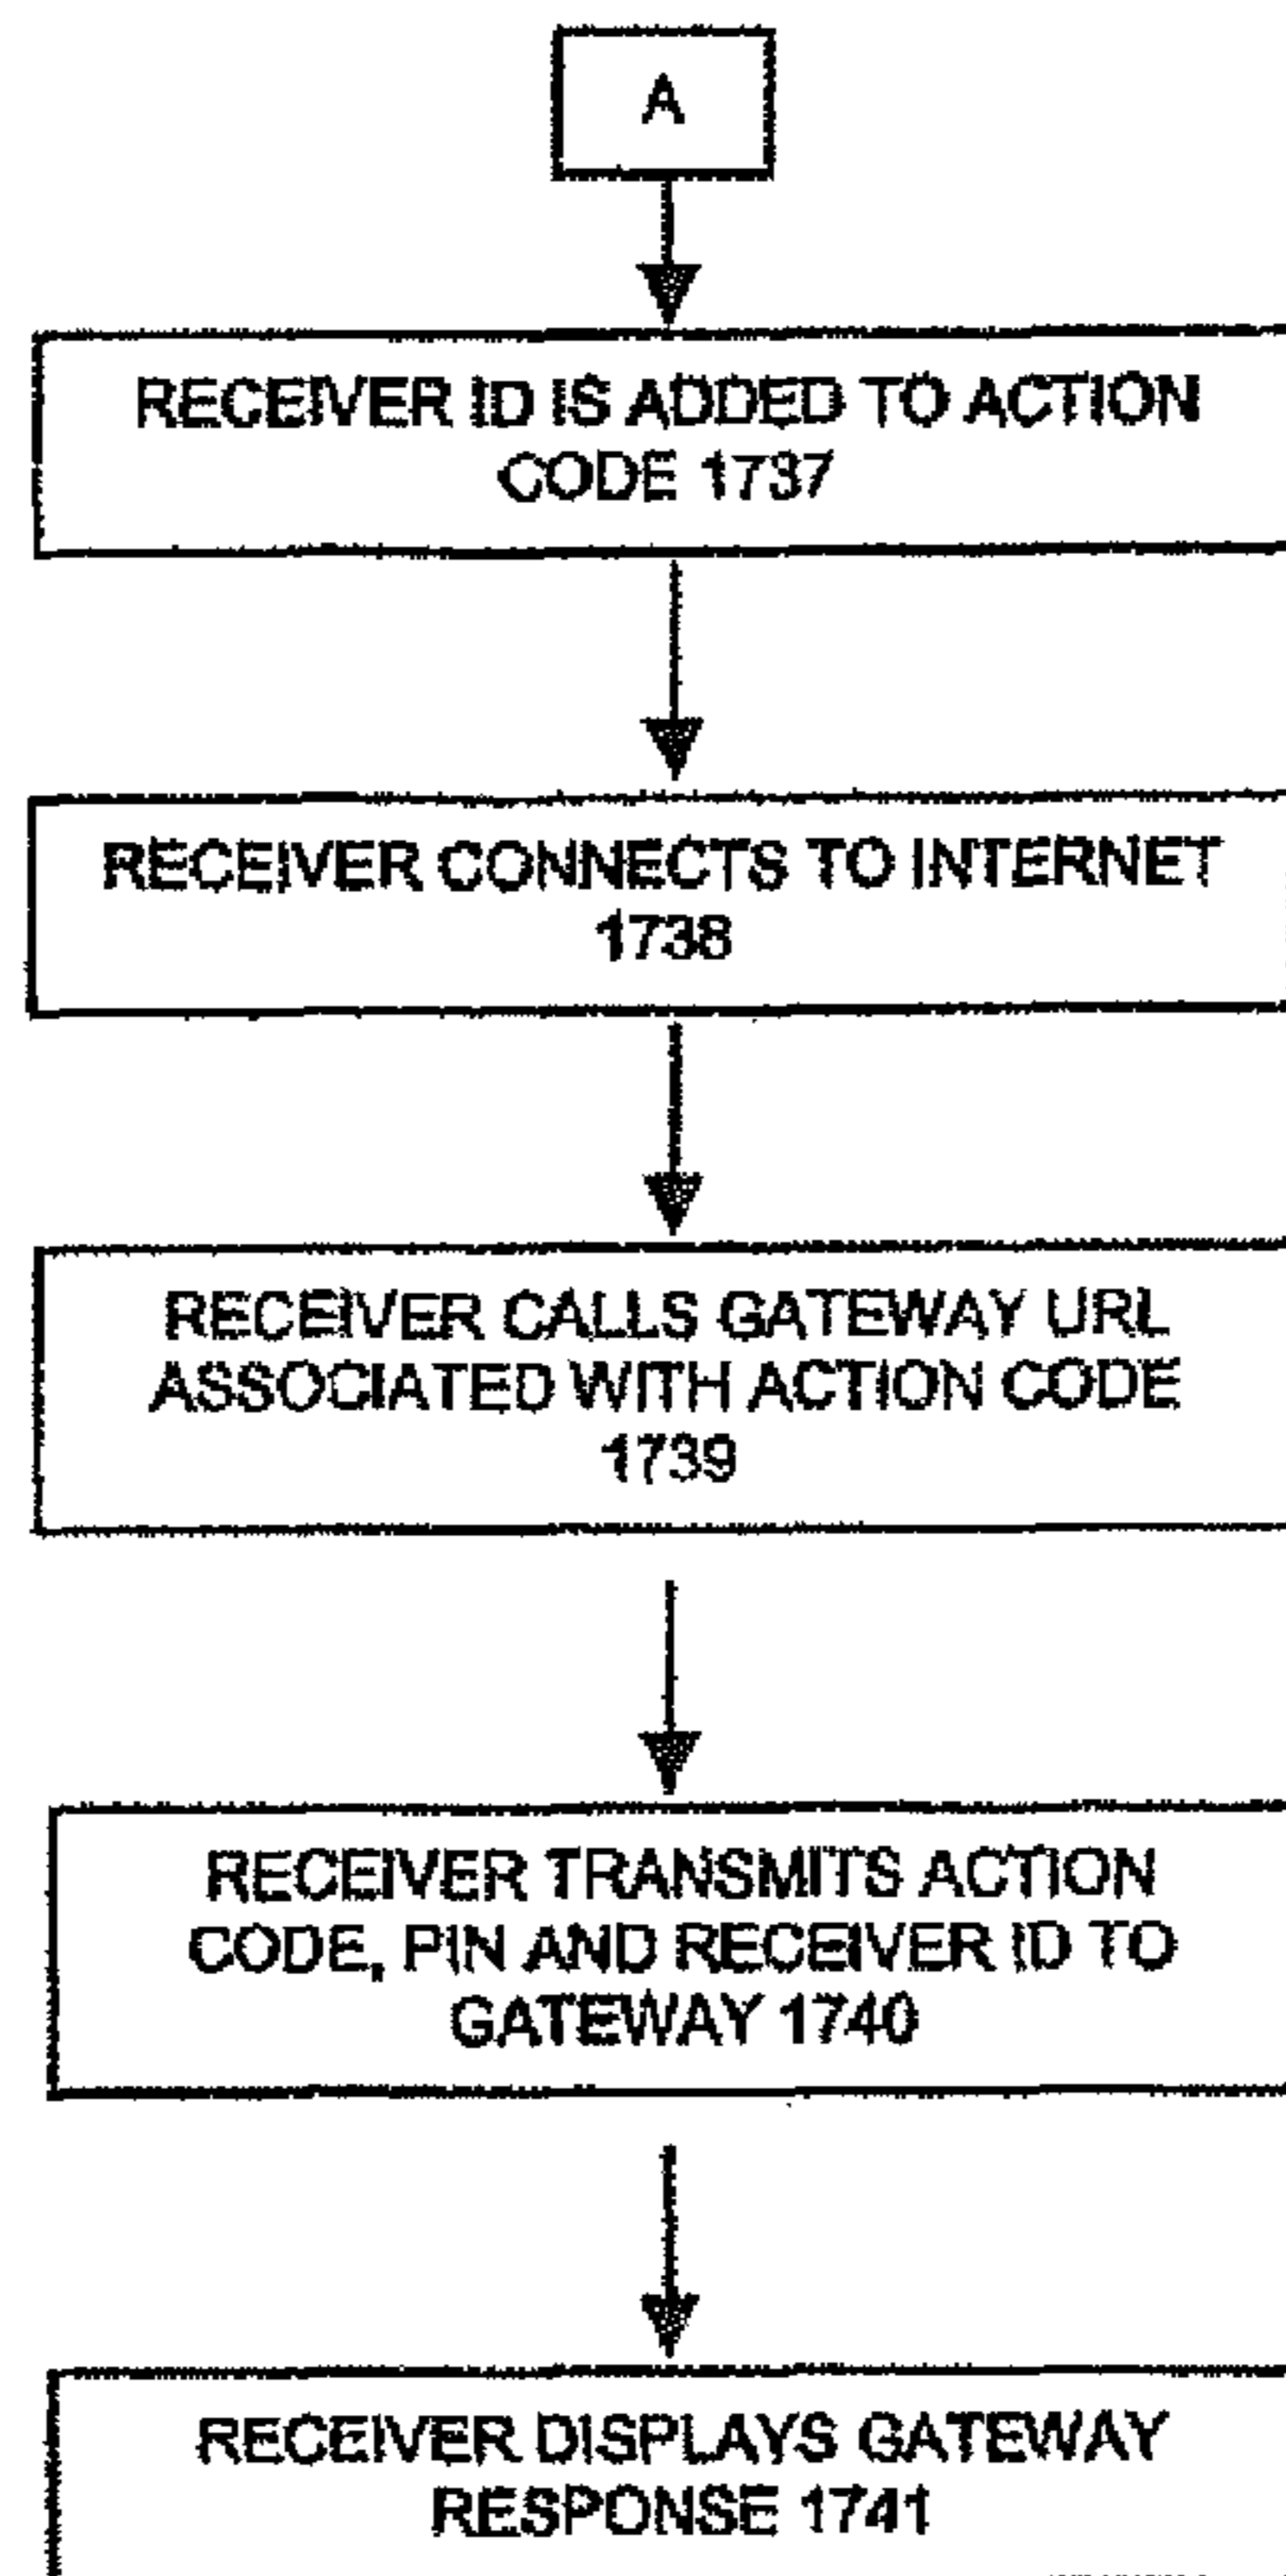 A
RECEIVER ID IS ADDED TO ACTION
CODE 1737
RECEIVER CONNECTS TO INTERNET
1738
RECEIVER CALLS GATEWAY URL
ASSOCIATED WITH ACTION CODE
1739
RECEIVER TRANSMITS ACTION
CODE, PIN AND RECEIVER ID TO
GATEWAY 1740
RECEIVER DISPLAYS GATEWAY
RESPONSE 1741